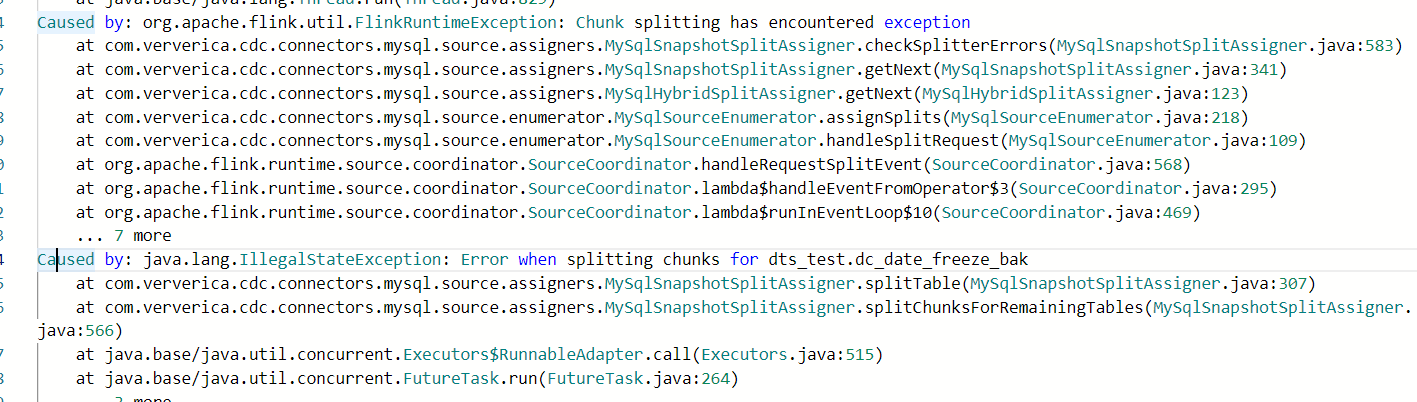 at java.base/java.lang.Thread.run(Thread.java:829)
Caused by: org.apache.flink.util.FlinkRuntimeException: Chunk splitting has encountered exception
at com.ververica.cdc.connectors.mysql.source.assigners.MySqlSnapshotSplitAssigner.checkSplitterErrors(MySqlSnapshotSplitAssigner.java:583)
at com.ververica.cdc.connectors.mysql.source.assigners.MySqlSnapshotSplitAssigner.getNext(MySqlSnapshotSplitAssigner.java:341)
at com.ververica.cdc.connectors.mysql.source.assigners.MySqlHybridSplitAssigner.getNext(MySqlHybridSplitAssigner.java:123)
at com.ververica.cdc.connectors.mysql.source.enumerator.MySqlSourceEnumerator.assignSplits(MySqlSourceEnumerator.java:218)
at com.ververica.cdc.connectors.mysql.source.enumerator.MySqlSourceEnumerator.handleSplitRequest(MySqlSourceEnumerator.java:109)
at org.apache.flink.runtime.source.coordinator.SourceCoordinator.handleRequestSplitEvent(SourceCoordinator.java:568)
at org.apache.flink.runtime.source.coordinator.SourceCoordinator.lambda$handleEventFromOperator$3(SourceCoordinator.java:295)
at org.apache.flink.runtime.source.coordinator.SourceCoordinator.lambda$runInEventLoop$10(SourceCoordinator.java:469)
... 7 more
Caused by: java.lang.IllegalStateException: Error when splitting chunks for dts_test.dc_date_freeze_bak
at com.ververica.cdc.connectors.mysql.source.assigners.MySqlSnapshotSplitAssigner.splitTable(MySqlSnapshotSplitAssigner.java:307)
at com.ververica.cdc.connectors.mysql.source.assigners.MySqlSnapshotSplitAssigner.splitChunksForRemainingTables(MySqlSnapshotSplitAssigner.
java:566)
at java.base/java.util.concurrent.Executors$RunnableAdapter.call(Executors.java:515)
at java.base/java.util.concurrent.FutureTask.run(FutureTask.java:264)
... 3 more